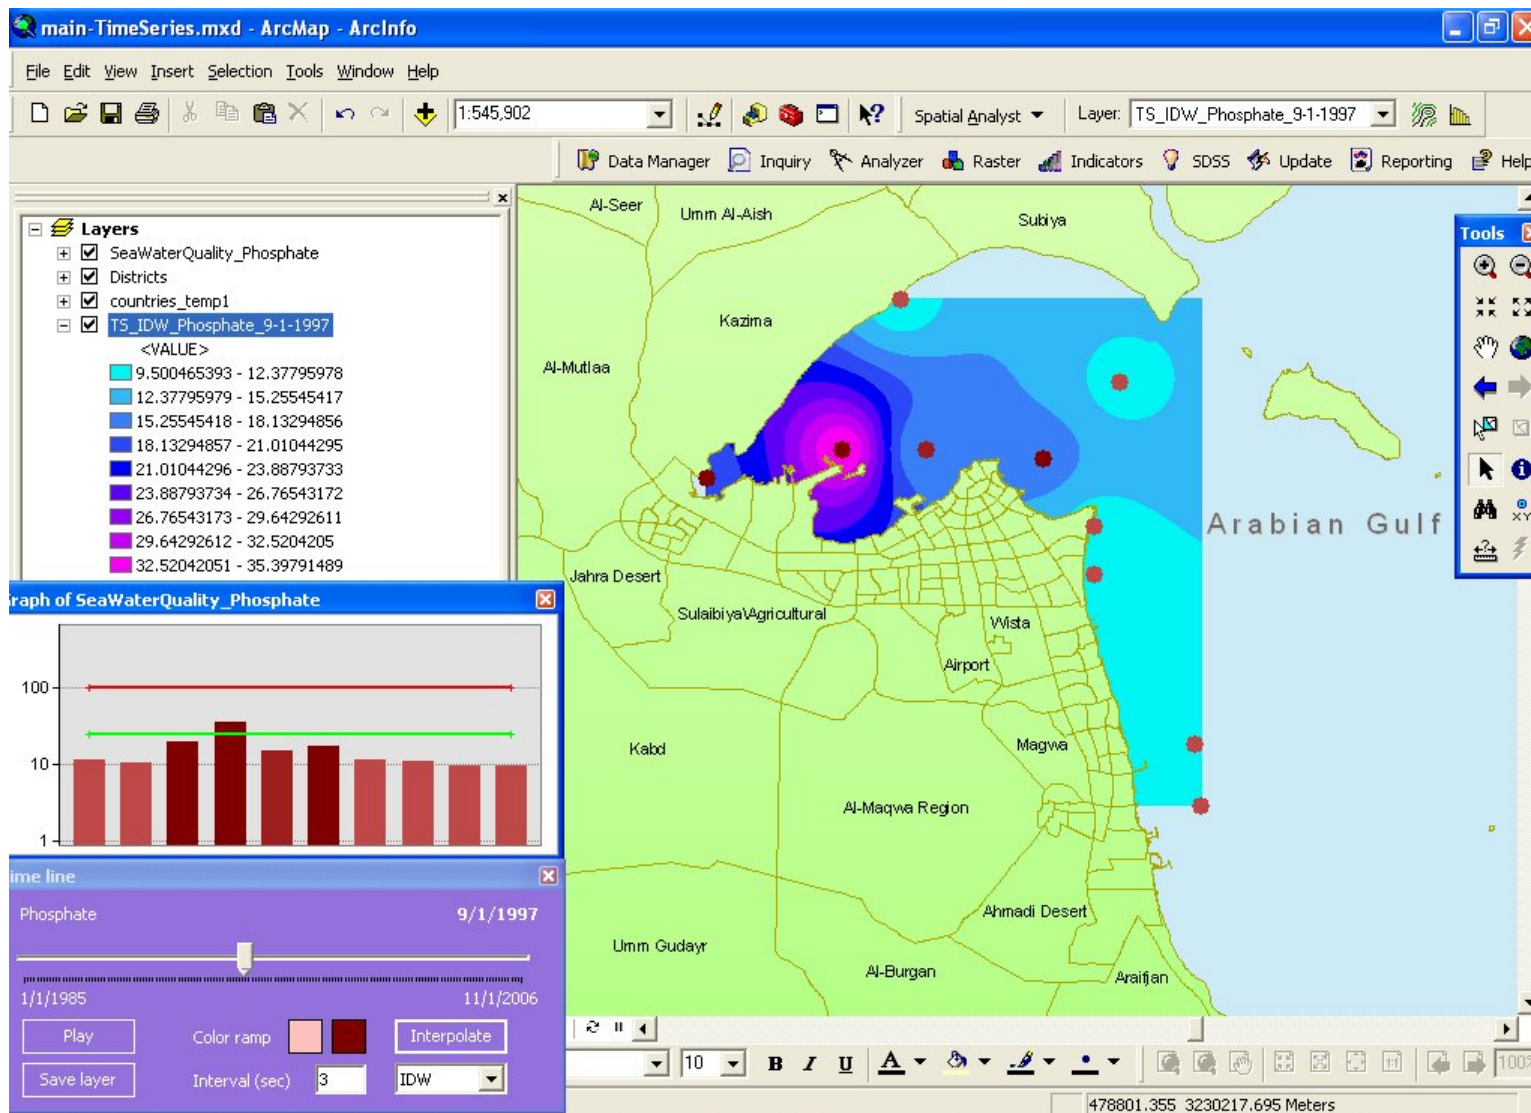 main-TimeSeries.mxd - ArcMap - ArcInfo
File Edit View Insert Selection Tools Window Help
1:545,902 Spatial Analyst Layer: TS_IDW_Phosphate_9-1-1997
Data Manager Inquiry Analyzer Raster Indicators SDSS Update Reporting Help
Layers
SeaWaterQuality_Phosphate
Districts
countries_temp1
TS_IDW_Phosphate_9-1-1997
<VALUE>
9.500465393 - 12.37795978
12.37795979 - 15.25545417
15.25545418 - 18.13294856
18.13294857 - 21.01044295
21.01044296 - 23.88793733
23.88793734 - 26.76543172
26.76543173 - 29.64292611
29.64292612 - 32.5204205
32.52042051 - 35.39791489
Graph of SeaWaterQuality_Phosphate
100
10
1
ime line
Phosphate 9/1/1997
1/1/1985 11/1/2006
Play Color ramp Interpolate
Save layer Interval (sec) 3 IDW
Al-Seer
Umm Al-Aish
Subiya
Kazima
Al-Mutlaa
Arabian Gulf
Jahra Desert
Sulaibiya\Agricultural
Wista
Airport
Kabd
Magwa
Al-Maqwa Region
Ahmadi Desert
Umm Gudayr
Al-Burgan
Araifjan
Tools
XY
10 B I U A 1:1 100%
478801.355 3230217.695 Meters